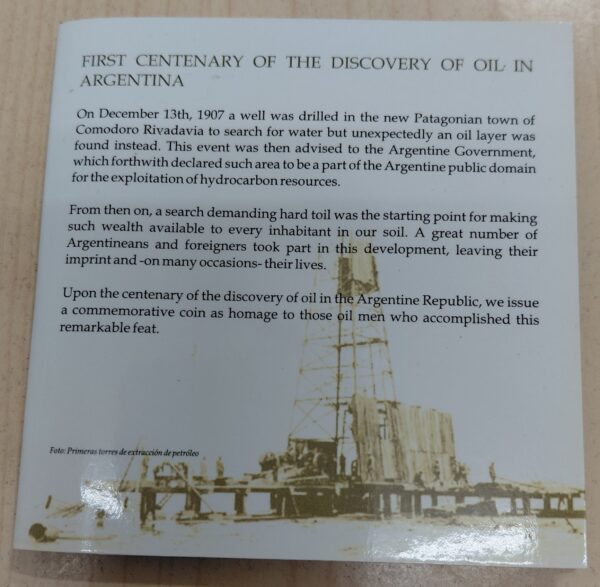 FIRST CENTENARY OF THE DISCOVERY OF OIL IN
ARGENTINA
On December 13th, 1907 a well was drilled in the new Patagonian town of
Comodoro Rivadavia to search for water but unexpectedly an oil layer was
found instead. This event was then advised to the Argentine Government,
which forthwith declared such area to be a part of the Argentine public domain
for the exploitation of hydrocarbon resources.
From then on, a search demanding hard toil was the starting point for making
such wealth available to every inhabitant in our soil. A great number of
Argentineans and foreigners took part in this development, leaving their
imprint and -on many occasions- their lives.
Upon the centenary of the discovery of oil in the Argentine Republic, we issue
a commemorative coin as homage to those oil men who accomplished this
remarkable feat.
Foto: Primeras torres de extracción de petróleo